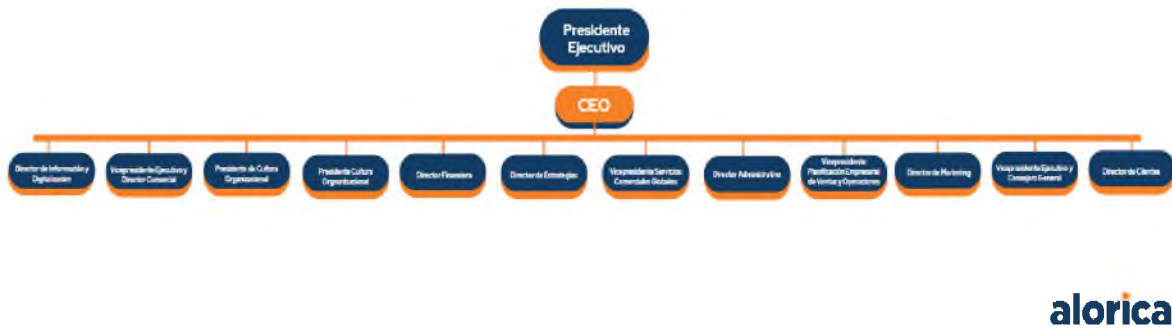 Presidente
Ejecutivo
CEO
Director de Información y
Digitalización
Vicepresidente Ejecutivo y
Director Comercial
Presidente de Cultura
Organizacional
Presidente Cultura
Organizacional
Director Financiero
Director de Estrategias
Vicepresidente Servicios
Comerciales Globales
Director Administrativo
Vicepresidente
Planificación Empresarial
de Ventas y Operaciones
Director de Marketing
Vicepresidente Ejecutivo y
Consejero General
Director de Clientes
alorica